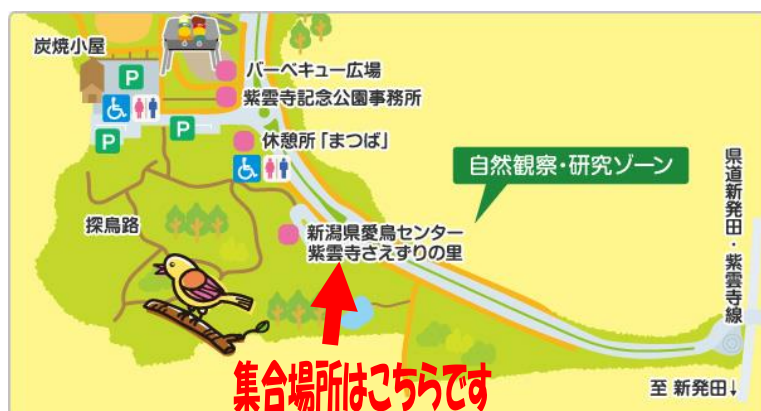 炭焼小屋
P
バーベキュー広場
紫雲寺記念公園事務所
P
P
休憩所「まつば」
自然観察・研究ゾーン
県道新発田・紫雲寺線
探鳥路
新潟県愛鳥センター
紫雲寺さえずりの里
至 新発田↓
集合場所はこちらです